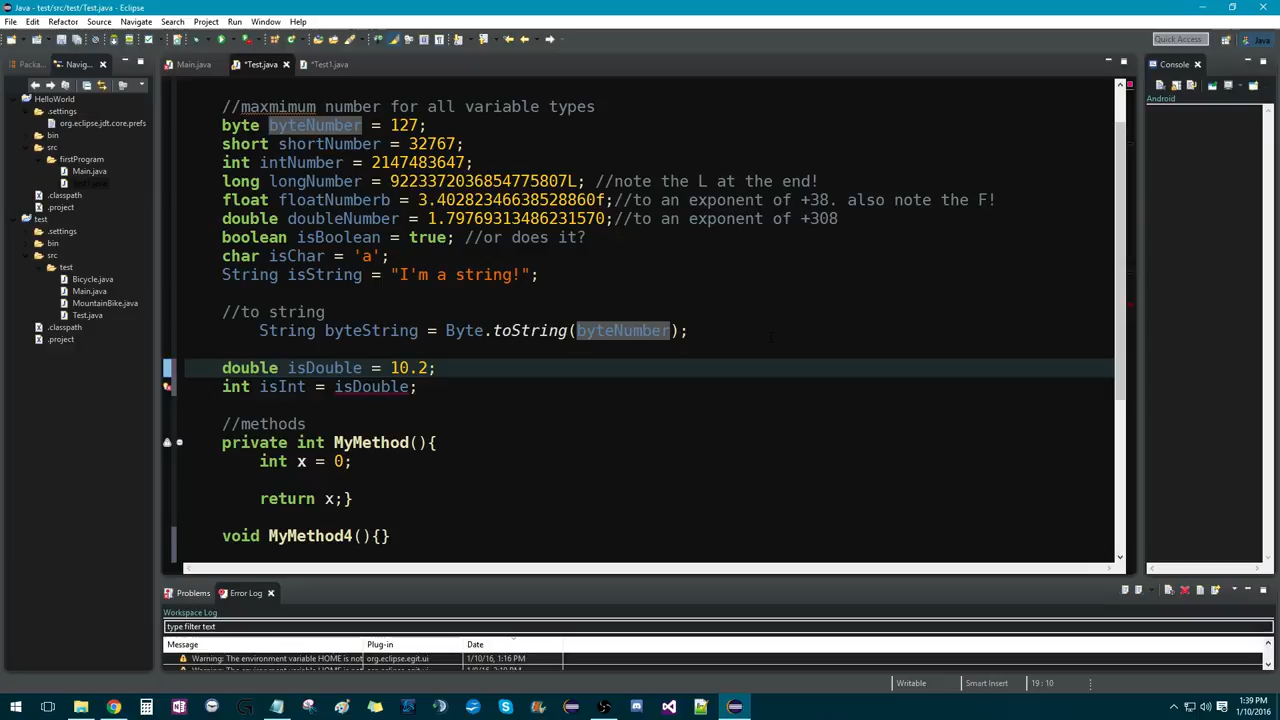 Java - test/src/test/Test.java - Eclipse
File Edit Refactor Source Navigate Search Project Run Window Help
Quick Access Java
Packa... Navig... Main.java *Test.java *Test1.java Console
HelloWorld
.settings
org.eclipse.jdt.core.prefs
bin
src
firstProgram
Main.java
Test1.java
.classpath
.project
test
.settings
bin
src
test
Bicycle.java
Main.java
MountainBike.java
Test.java
.classpath
.project
//maxmimum number for all variable types
byte byteNumber = 127;
short shortNumber = 32767;
int intNumber = 2147483647;
long longNumber = 9223372036854775807L; //note the L at the end!
float floatNumberb = 3.40282346638528860f;//to an exponent of +38. also note the F!
double doubleNumber = 1.79769313486231570;//to an exponent of +308
boolean isBoolean = true; //or does it?
char isChar = 'a';
String isString = "I'm a string!";
//to string
String byteString = Byte.toString(byteNumber);
double isDouble = 10.2;
int isInt = isDouble;
//methods
private int MyMethod(){
int x = 0;
return x;}
void MyMethod4(){}
Android
Problems Error Log
Workspace Log
type filter text
Message Plug-in Date
Warning: The environment variable HOME is not org.eclipse.egit.ui 1/10/16, 1:16 PM
Writable Smart Insert 19 : 10
1:39 PM
1/10/2016